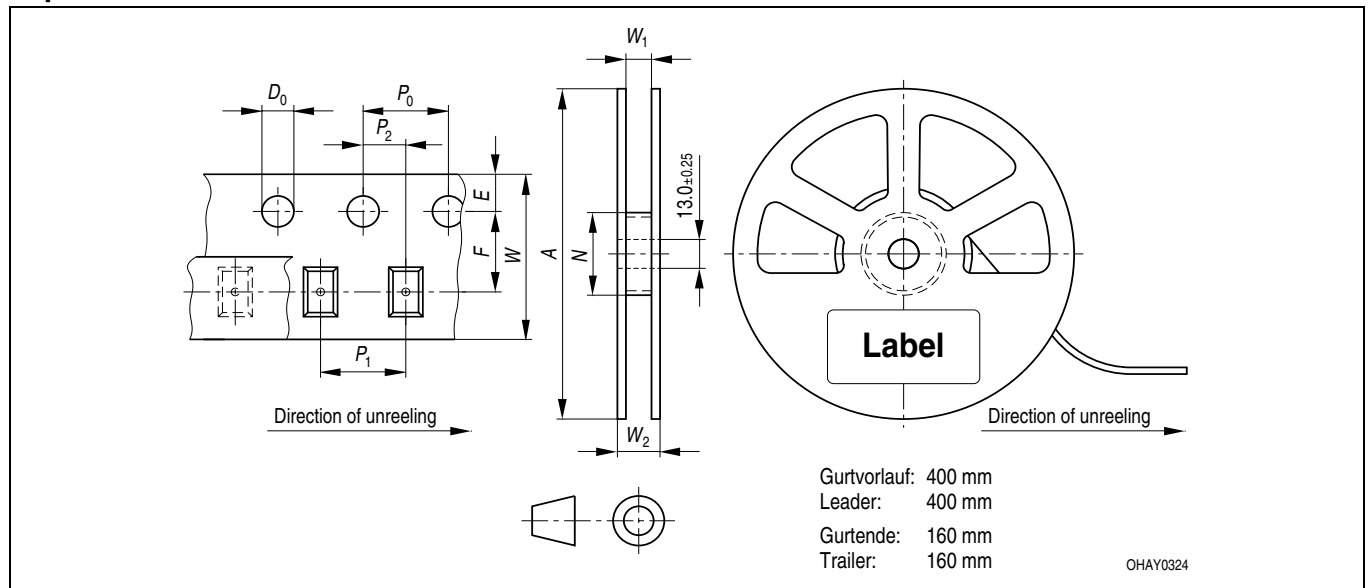 W1
D0
P0
P2
E
F
W
A
N
13.0±0.25
P1
Label
Direction of unreeling
Direction of unreeling
W2
Gurtvorlauf: 400 mm
Leader: 400 mm
Gurtende: 160 mm
Trailer: 160 mm
OHAY0324